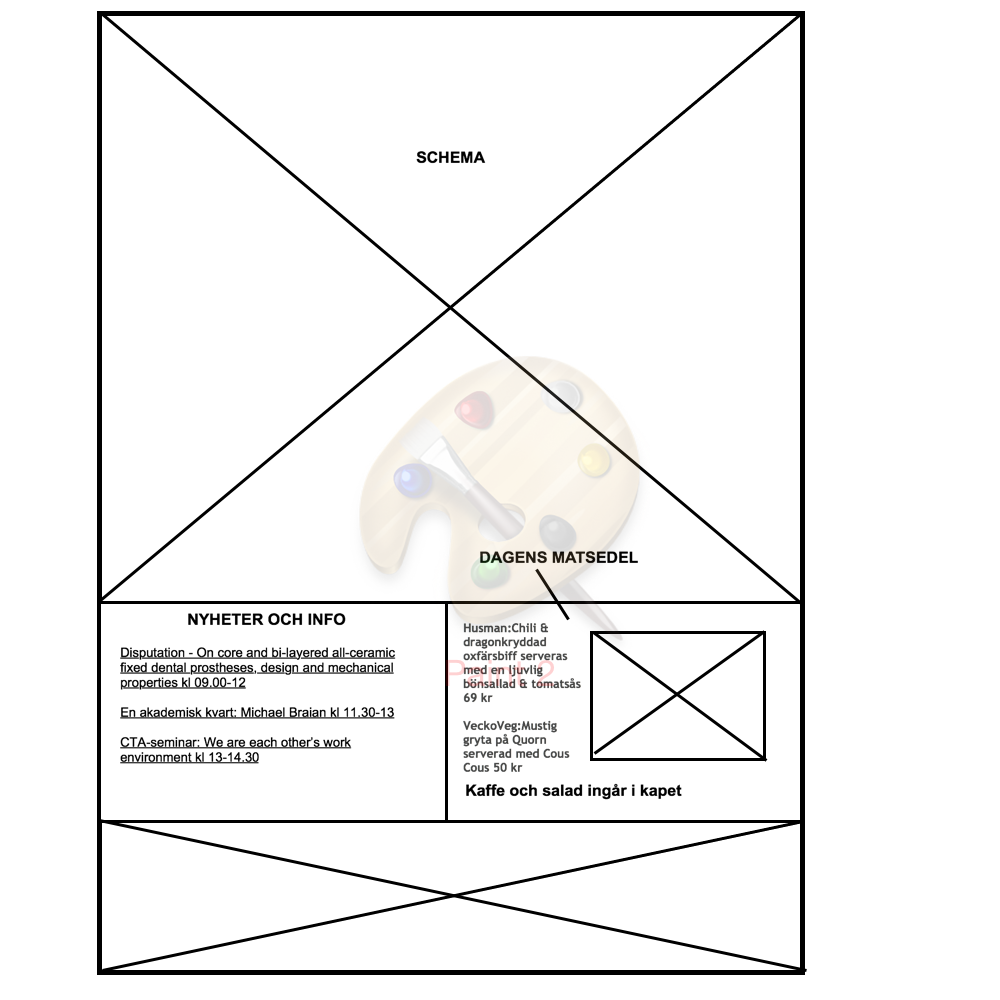 SCHEMA
DAGENS MATSEDEL
NYHETER OCH INFO
Disputation - On core and bi-layered all-ceramic
fixed dental prostheses, design and mechanical
properties kl 09.00-12
En akademisk kvart: Michael Braian kl 11.30-13
CTA-seminar: We are each other's work
environment kl 13-14.30
Husman:Chili &
dragonkryddad
oxfärsbiff serveras
med en ljuvlig
bönsallad & tomatsås
69 kr
VeckoVeg:Mustig
gryta på Quorn
serverad med Cous
Cous 50 kr
Kaffe och salad ingår i kapet
Paint 2